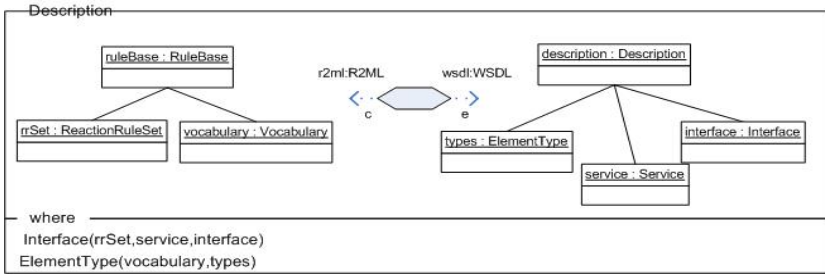 Description
ruleBase : RuleBase
rrSet : ReactionRuleSet
vocabulary : Vocabulary
r2ml:R2ML
wsdl:WSDL
c
e
description : Description
types : ElementType
service : Service
interface : Interface
where
Interface(rrSet,service,interface)
ElementType(vocabulary,types)